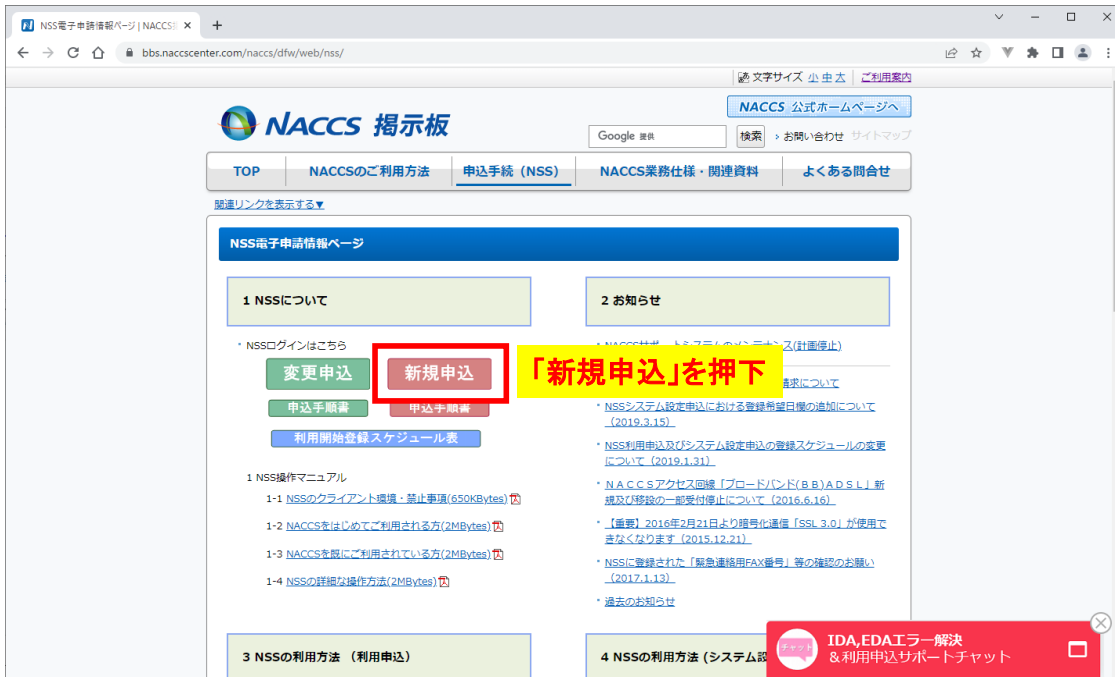 NSS電子申請情報ページ | NACCS
bbs.naccscenter.com/naccs/dfw/web/nss/
文字サイズ 小 中 大 ご利用案内
NACCS 掲示板
NACCS 公式ホームページへ
Google 提供 検索 › お問い合わせ サイトマップ
TOP NACCSのご利用方法 申込手続（NSS） NACCS業務仕様・関連資料 よくある問合せ
関連リンクを表示する▼
NSS電子申請情報ページ
1 NSSについて
・NSSログインはこちら
変更申込 新規申込
「新規申込」を押下
申込手順書 申込手順書
利用開始登録スケジュール表
1 NSS操作マニュアル
1-1 NSSのクライアント環境・禁止事項(650KBytes)
1-2 NACCSをはじめてご利用される方(2MBytes)
1-3 NACCSを既にご利用されている方(2MBytes)
1-4 NSSの詳細な操作方法(2MBytes)
2 お知らせ
・NACCSサポートシステムのメンテナンス(計画停止)
請求について
・NSSシステム設定申込における登録希望日欄の追加について
（2019.3.15）
・NSS利用申込及びシステム設定申込の登録スケジュールの変更
について（2019.1.31）
・ＮＡＣＣＳアクセス回線「ブロードバンド(ＢＢ)ＡＤＳＬ」新
規及び移設の一部受付停止について（2016.6.16）
・【重要】2016年2月21日より暗号化通信「SSL 3.0」が使用で
きなくなります（2015.12.21）
・NSSに登録された「緊急連絡用FAX番号」等の確認のお願い
（2017.1.13）
・過去のお知らせ
3 NSSの利用方法 （利用申込）
4 NSSの利用方法 (システム設
チャット
IDA,EDAエラー解決
＆利用申込サポートチャット